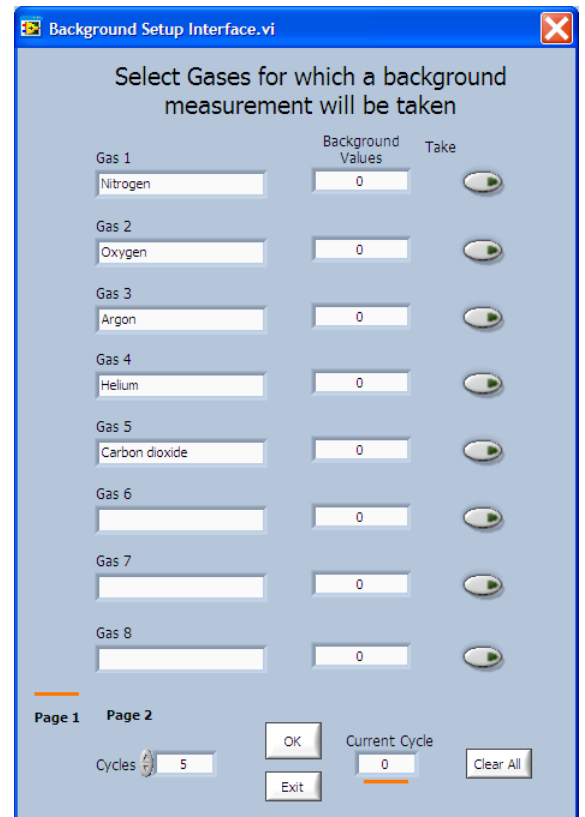 Background Setup Interface.vi
Select Gases for which a background
measurement will be taken
Background
Values
Take
Gas 1
Nitrogen
0
Gas 2
Oxygen
0
Gas 3
Argon
0
Gas 4
Helium
0
Gas 5
Carbon dioxide
0
Gas 6
0
Gas 7
0
Gas 8
0
Page 1
Page 2
Cycles
5
OK
Exit
Current Cycle
0
Clear All